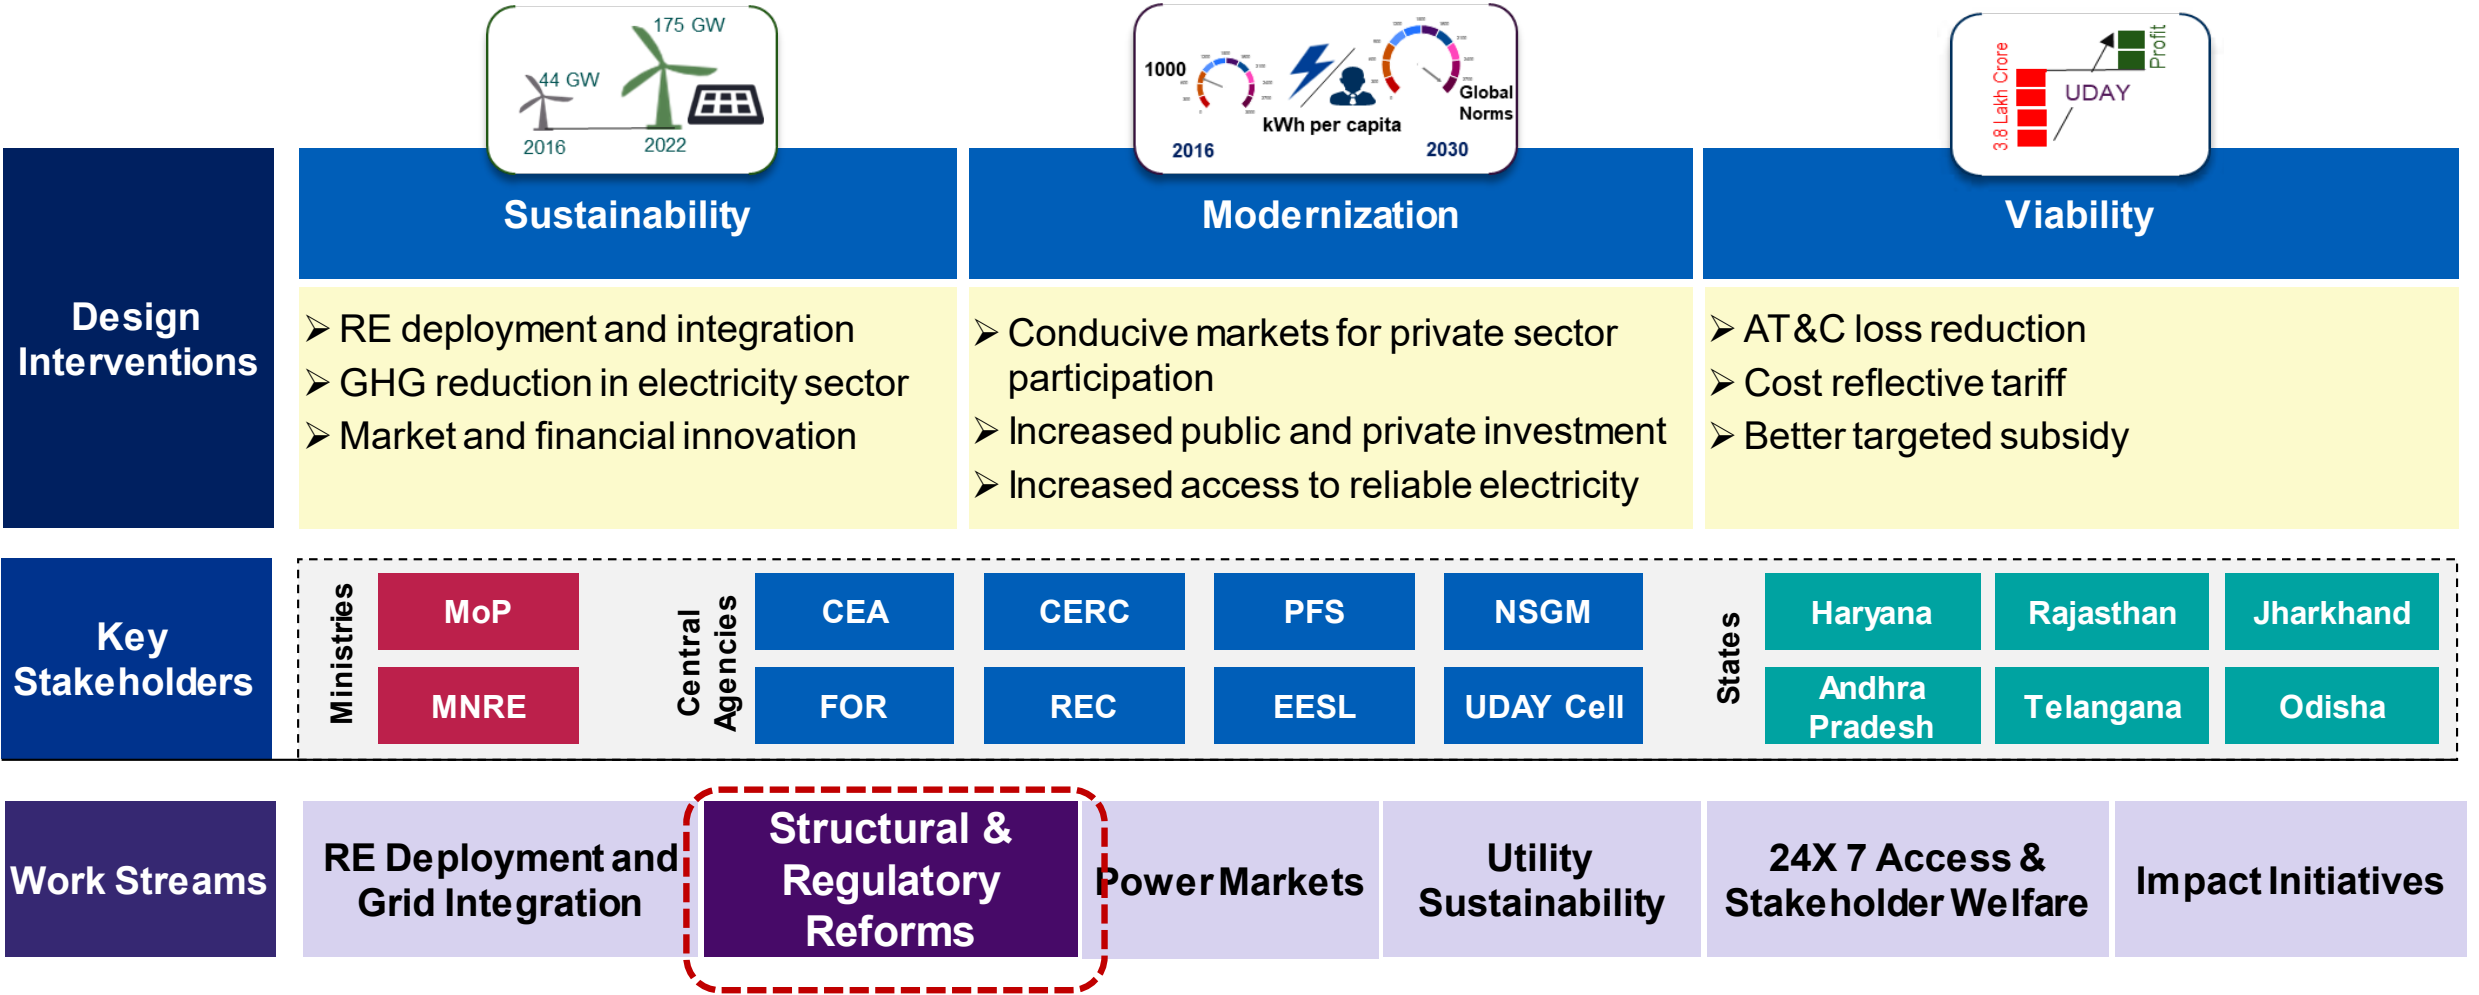 175 GW
44 GW
2016
2022
1000
kWh per capita
Global
Norms
2016
2030
3.8 Lakh Crore
UDAY
Profit
Design
Interventions
Sustainability
Modernization
Viability
➢ RE deployment and integration
➢ GHG reduction in electricity sector
➢ Market and financial innovation
➢ Conducive markets for private sector
participation
➢ Increased public and private investment
➢ Increased access to reliable electricity
➢ AT&C loss reduction
➢ Cost reflective tariff
➢ Better targeted subsidy
Key
Stakeholders
Ministries
MoP
MNRE
Central
Agencies
CEA
CERC
PFS
NSGM
FOR
REC
EESL
UDAY Cell
States
Haryana
Rajasthan
Jharkhand
Andhra
Pradesh
Telangana
Odisha
Work Streams
RE Deployment and
Grid Integration
Structural &
Regulatory
Reforms
Power Markets
Utility
Sustainability
24X 7 Access &
Stakeholder Welfare
Impact Initiatives